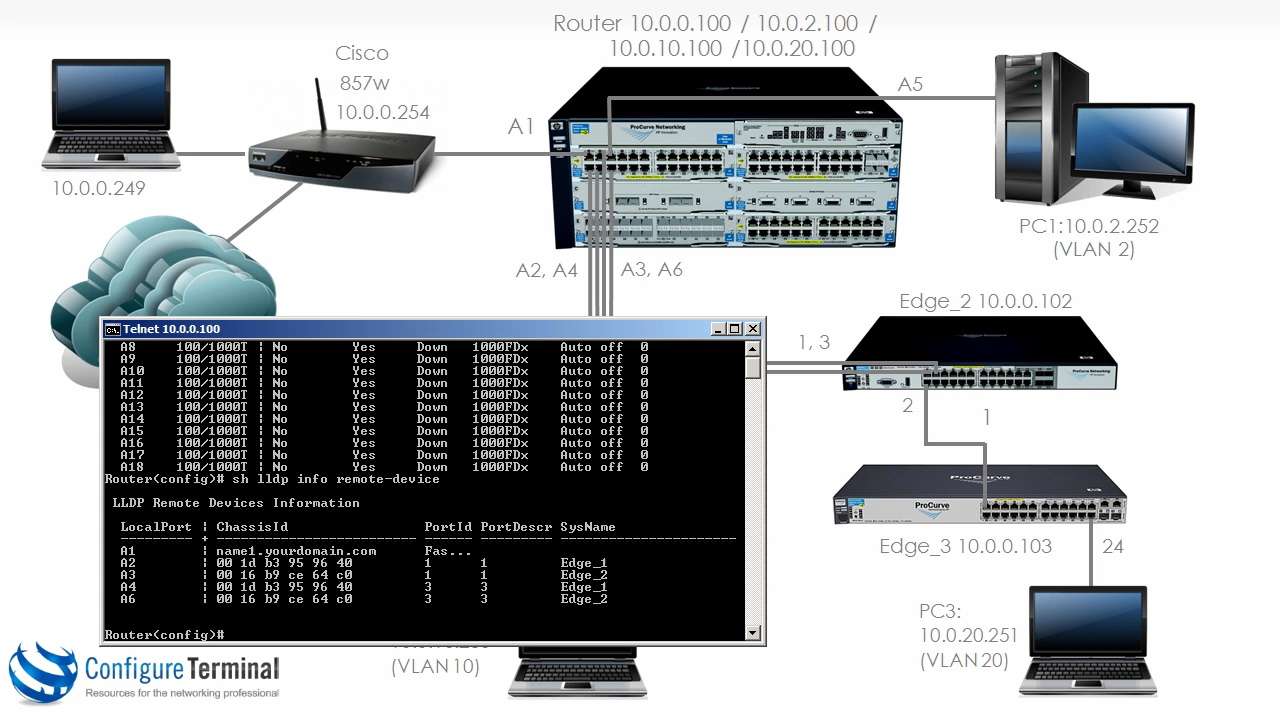 Router 10.0.0.100 / 10.0.2.100 /
10.0.10.100 /10.0.20.100
Cisco
857w
10.0.0.254
A1
A5
10.0.0.249
ProCurve Networking
HP Innovation
PC1:10.0.2.252
(VLAN 2)
A2, A4
A3, A6
Edge_2 10.0.0.102
1, 3
ProCurve Networking
2
1
ProCurve
Edge_3 10.0.0.103
24
PC3:
10.0.20.251
(VLAN20)
Telnet 10.0.0.100
A8 100/1000T | No Yes Down 1000FDx Auto off 0
A9 100/1000T | No Yes Down 1000FDx Auto off 0
A10 100/1000T | No Yes Down 1000FDx Auto off 0
A11 100/1000T | No Yes Down 1000FDx Auto off 0
A12 100/1000T | No Yes Down 1000FDx Auto off 0
A13 100/1000T | No Yes Down 1000FDx Auto off 0
A14 100/1000T | No Yes Down 1000FDx Auto off 0
A15 100/1000T | No Yes Down 1000FDx Auto off 0
A16 100/1000T | No Yes Down 1000FDx Auto off 0
A17 100/1000T | No Yes Down 1000FDx Auto off 0
A18 100/1000T | No Yes Down 1000FDx Auto off 0
Router(config)# sh lldp info remote-device
LLDP Remote Devices Information
LocalPort | ChassisId PortId PortDescr SysName
--------- + ------------------------- ------ --------- ----------------------
A1 | name1.yourdomain.com Fas...
A2 | 00 1d b3 95 96 40 1 1 Edge_1
A3 | 00 16 b9 ce 64 c0 1 1 Edge_2
A4 | 00 1d b3 95 96 40 3 3 Edge_1
A6 | 00 16 b9 ce 64 c0 3 3 Edge_2
Router(config)#
(VLAN10)
Configure Terminal
Resources for the networking professional